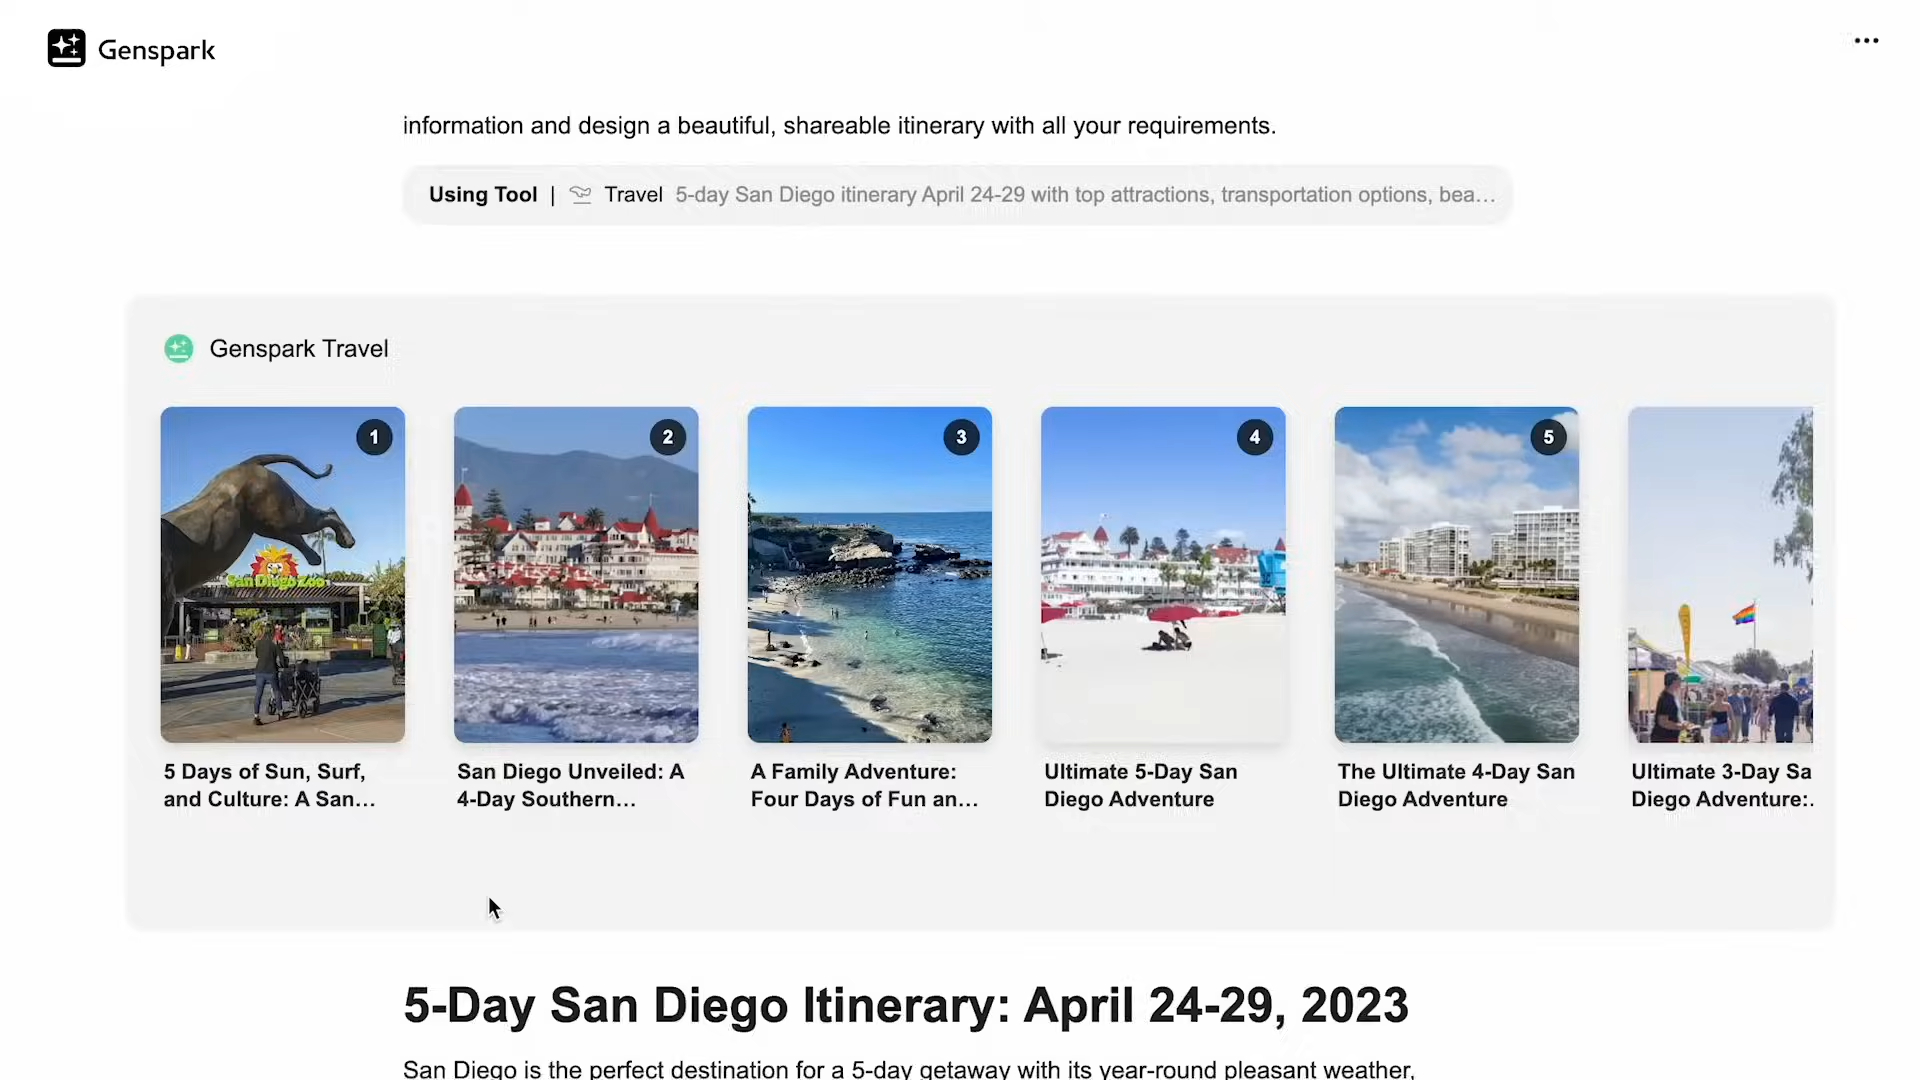 Genspark
information and design a beautiful, shareable itinerary with all your requirements.
Using Tool | Travel 5-day San Diego itinerary April 24-29 with top attractions, transportation options, bea...
Genspark Travel
1
2
3
4
5
San Diego Zoo
5 Days of Sun, Surf,
and Culture: A San...
San Diego Unveiled: A
4-Day Southern...
A Family Adventure:
Four Days of Fun an...
Ultimate 5-Day San
Diego Adventure
The Ultimate 4-Day San
Diego Adventure
Ultimate 3-Day Sa
Diego Adventure:.
5-Day San Diego Itinerary: April 24-29, 2023
San Diego is the perfect destination for a 5-day getaway with its year-round pleasant weather,